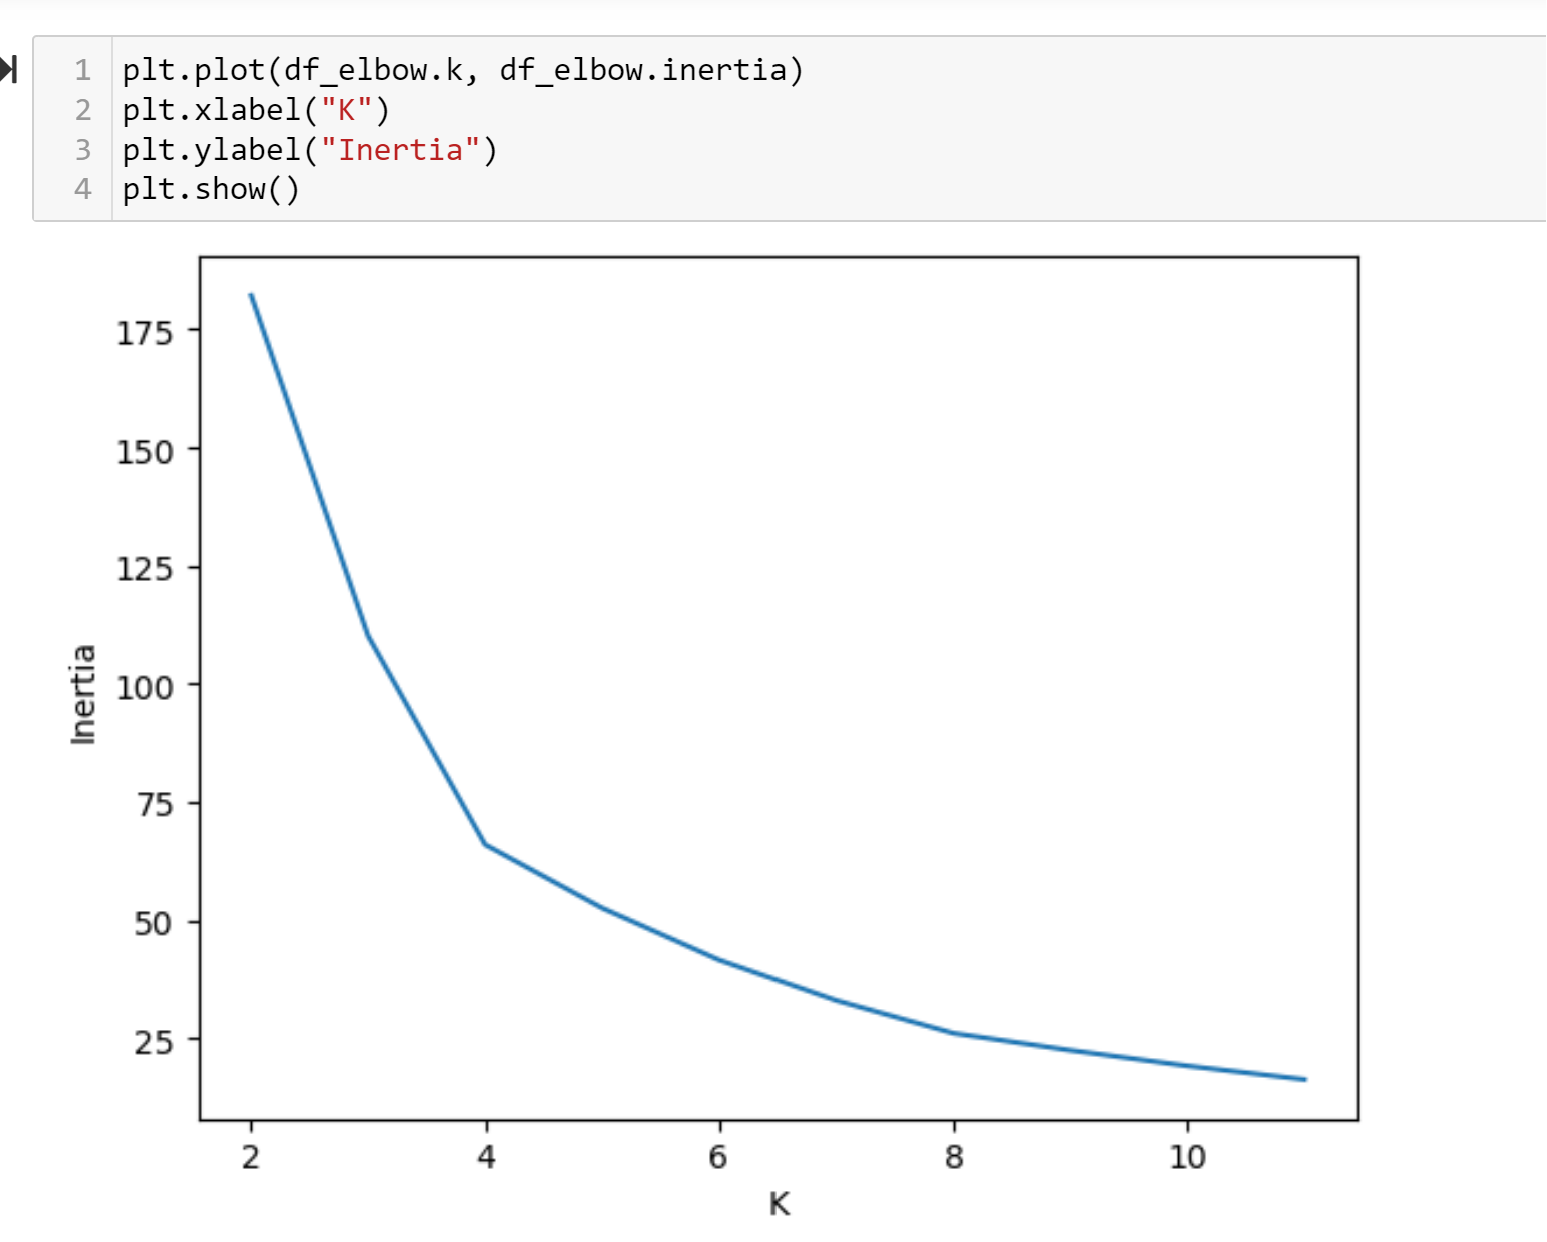 1 plt.plot(df_elbow.k, df_elbow.inertia)
2 plt.xlabel("K")
3 plt.ylabel("Inertia")
4 plt.show()
175
150
125
100
75
50
25
Inertia
2 4 6 8 10
K